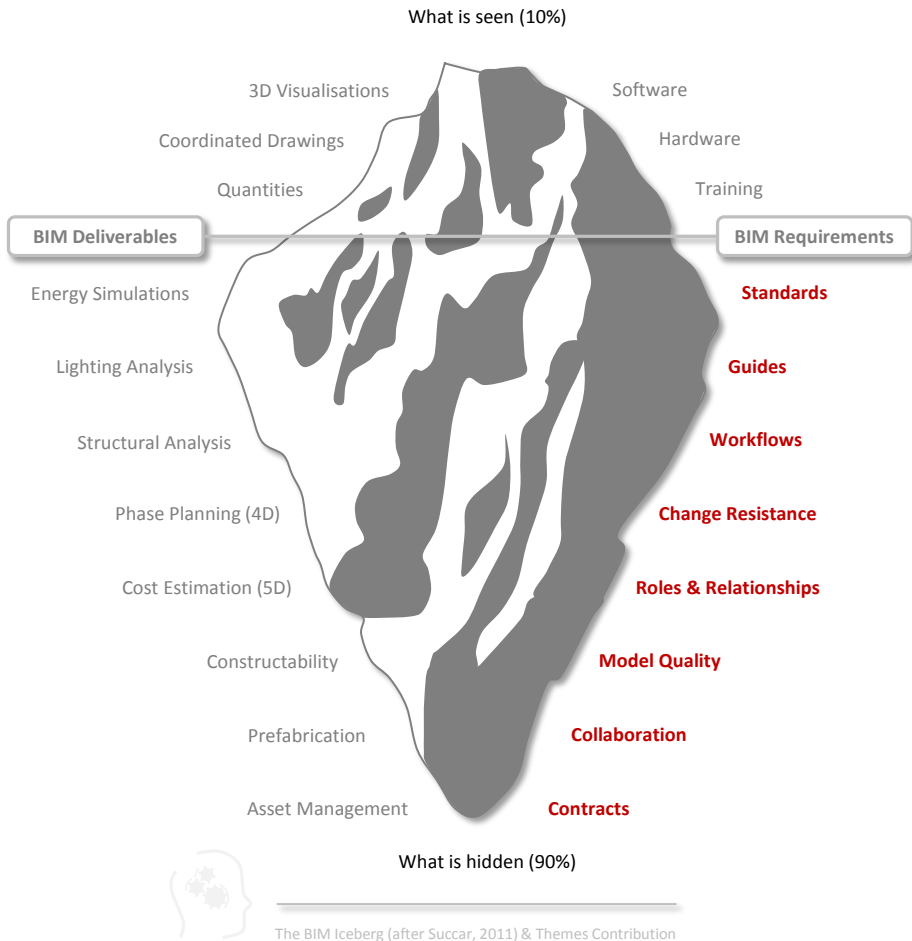 What is seen (10%)
3D Visualisations
Software
Coordinated Drawings
Hardware
Quantities
Training
BIM Deliverables
BIM Requirements
Energy Simulations
Standards
Lighting Analysis
Guides
Structural Analysis
Workflows
Phase Planning (4D)
Change Resistance
Cost Estimation (5D)
Roles & Relationships
Constructability
Model Quality
Prefabrication
Collaboration
Asset Management
Contracts
What is hidden (90%)
The BIM Iceberg (after Succar, 2011) & Themes Contribution